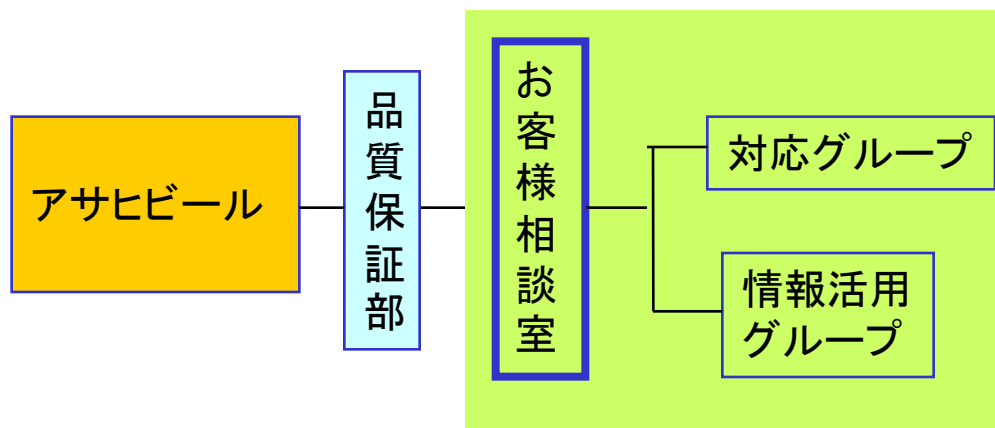 アサヒビール
品質保証部
お客様相談室
対応グループ
情報活用
グループ